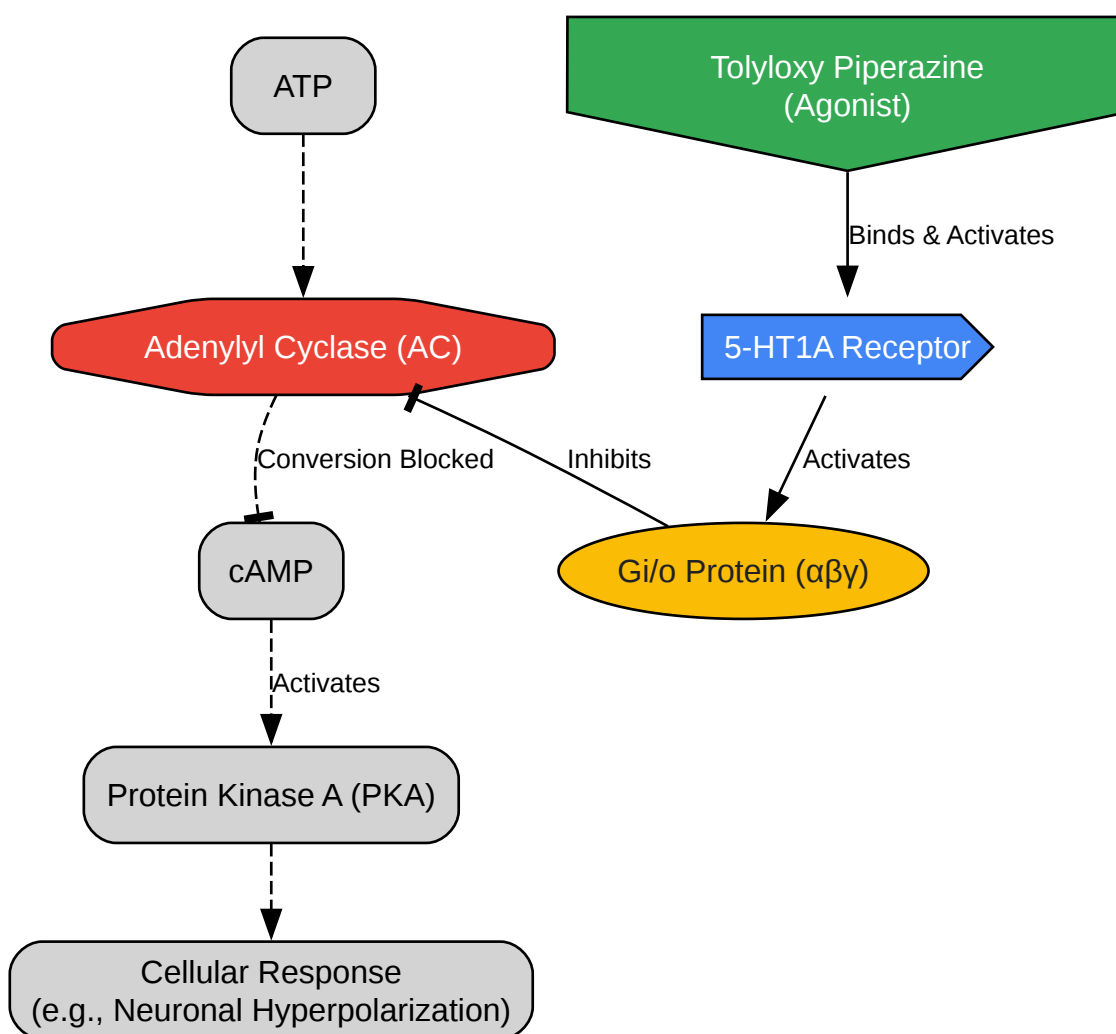 ATP
Tolyloxy Piperazine
(Agonist)
Binds & Activates
Adenylyl Cyclase (AC)
5-HT1A Receptor
Conversion Blocked
Inhibits
Activates
cAMP
Gi/o Protein (αβγ)
Activates
Protein Kinase A (PKA)
Cellular Response
(e.g., Neuronal Hyperpolarization)